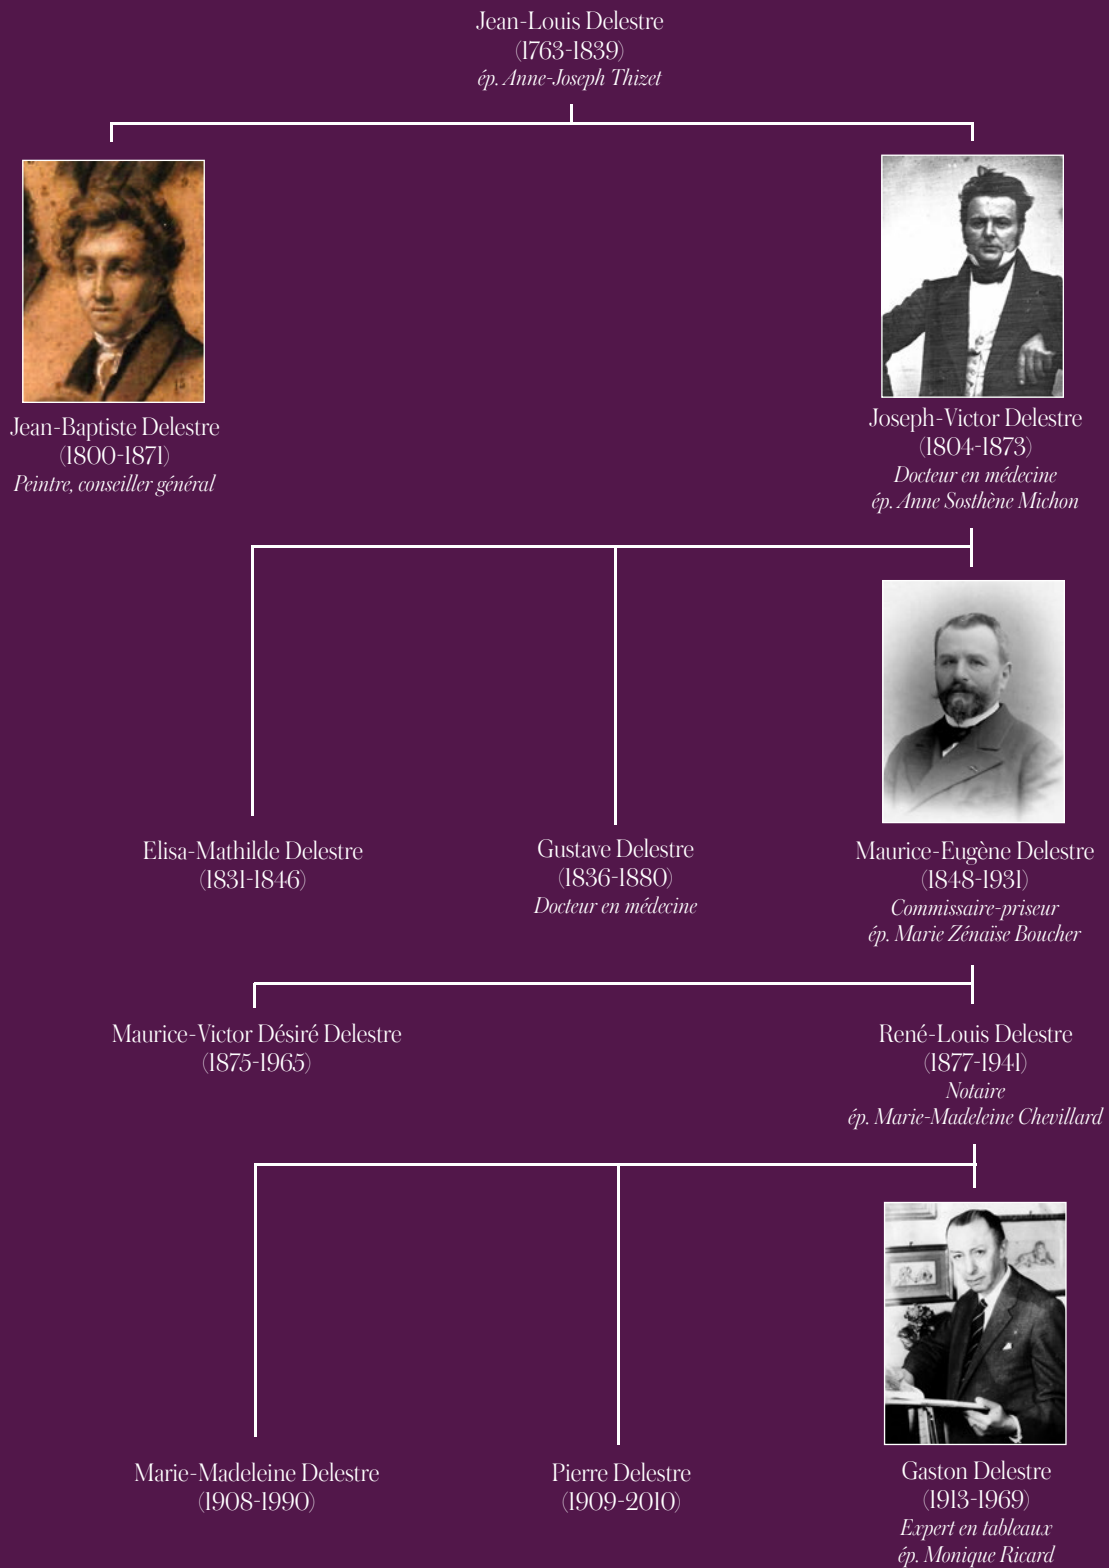 Jean-Louis Delestre
(1763-1839)
ép. Anne-Joseph Thizet
Jean-Baptiste Delestre
(1800-1871)
Peintre, conseiller général
Joseph-Victor Delestre
(1804-1873)
Docteur en médecine
ép. Anne Sosthène Michon
Elisa-Mathilde Delestre
(1831-1846)
Gustave Delestre
(1836-1880)
Docteur en médecine
Maurice-Eugène Delestre
(1848-1931)
Commissaire-priseur
ép. Marie Zénaïse Boucher
Maurice-Victor Désiré Delestre
(1875-1965)
René-Louis Delestre
(1877-1941)
Notaire
ép. Marie-Madeleine Chevillard
Marie-Madeleine Delestre
(1908-1990)
Pierre Delestre
(1909-2010)
Gaston Delestre
(1913-1969)
Expert en tableaux
ép. Monique Ricard